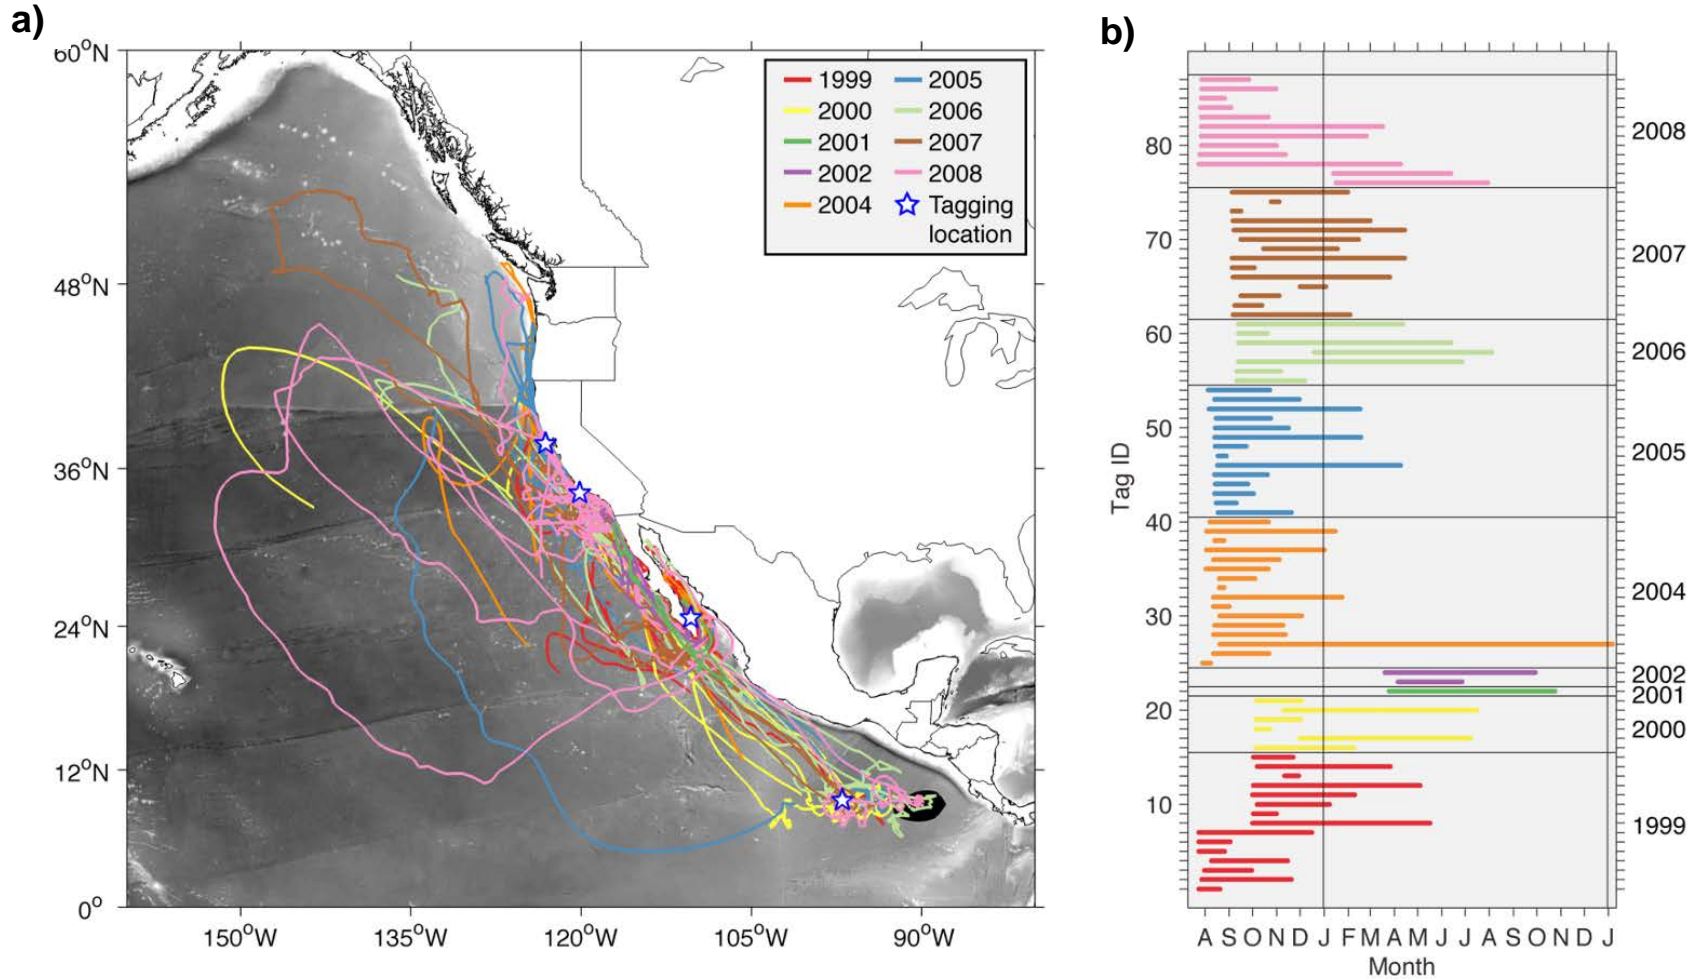 a)
60°N
48°N
36°N
24°N
12°N
0°
150°W 135°W 120°W 105°W 90°W
1999 2005
2000 2006
2001 2007
2002 2008
2004 Tagging
location
b)
Tag ID
80
70
60
50
40
30
20
10
2008
2007
2006
2005
2004
2002
2001
2000
1999
A S O N D J F M A M J J A S O N D J
Month